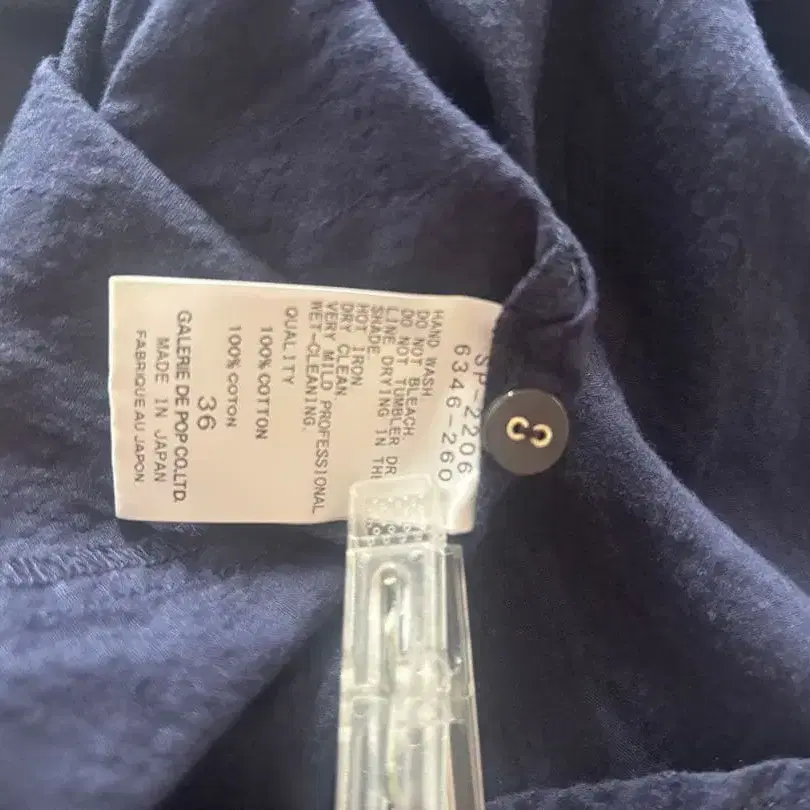 SP-2206
6346-260
HAND WASH
DO NOT BLEACH
DO NOT TUMBLER DR
LINE DRYING IN THE
SHADE
HOT IRON
DRY CLEAN
VERY MILD PROFESSIONAL
WET-CLEANING.
QUALITY
100% COTTON
100% COTON
36
GALERIE DE POP CO.LTD.
MADE IN JAPAN
FABRIQUE AU JAPON